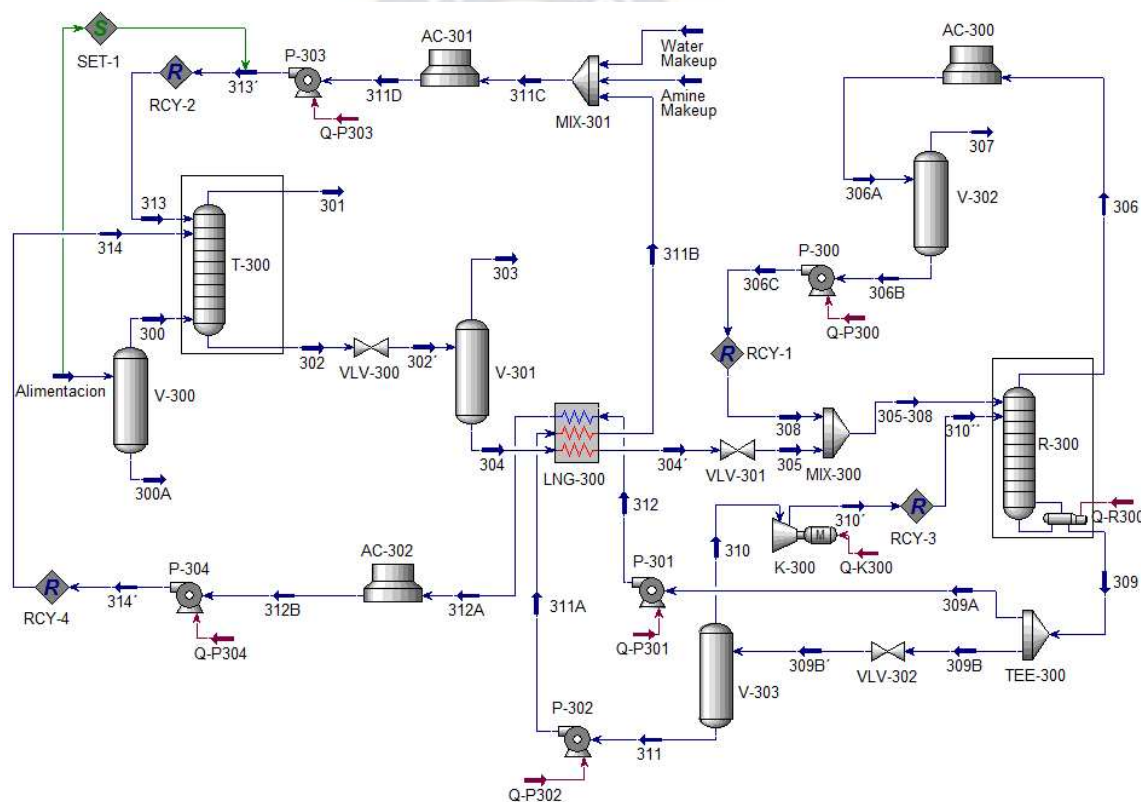 S
SET-1
R
RCY-2
313'
P-303
Q-P303
311D
AC-301
311C
MIX-301
Water
Makeup
Amine
Makeup
AC-300
307
306A
V-302
306
P-300
306C
306B
Q-P300
313
301
314
T-300
303
311B
300
302
VLV-300
302'
V-301
R
RCY-1
Alimentacion
V-300
300A
304
LNG-300
304'
VLV-301
305
308
MIX-300
305-308
310''
R-300
Q-R300
312
310
310'
R
RCY-3
M
K-300
Q-K300
AC-302
P-301
309
R
RCY-4
314'
P-304
312B
312A
311A
309A
Q-P304
Q-P301
309B'
VLV-302
309B
TEE-300
V-303
P-302
311
Q-P302